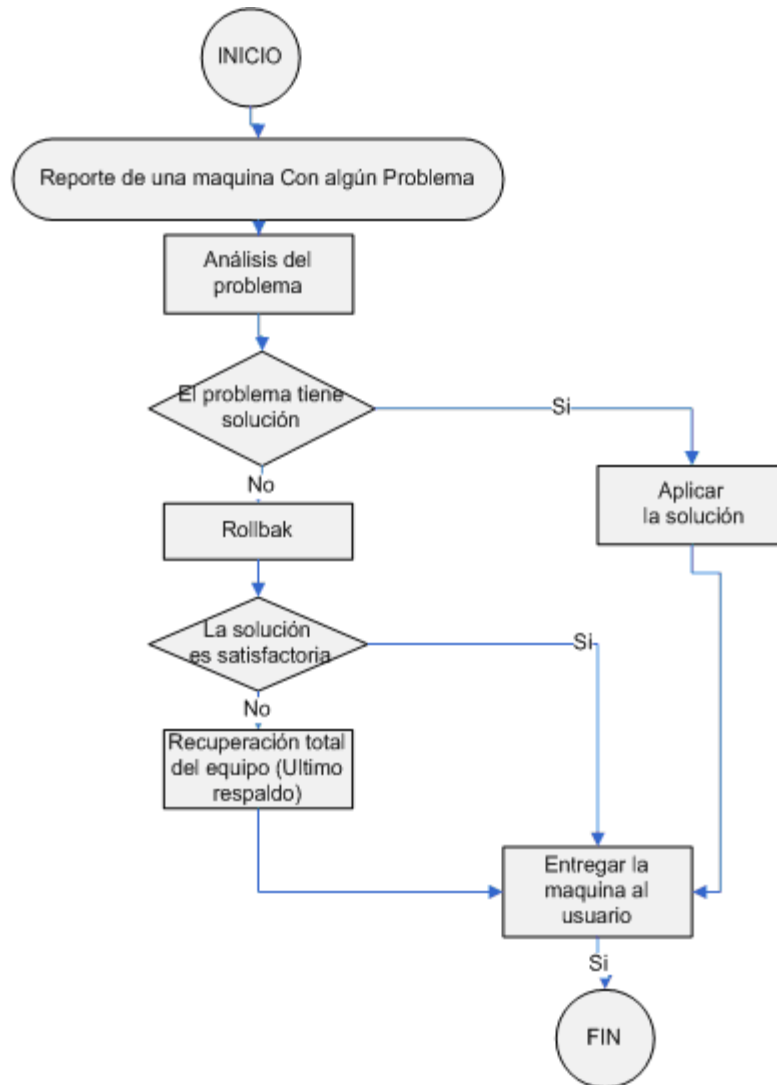 INICIO
Reporte de una maquina Con algún Problema
Análisis del
problema
El problema tiene
solución
Si
No
Aplicar
la solución
Rollbak
La solución
es satisfactoria
Si
No
Recuperación total
del equipo (Ultimo
respaldo)
Entregar la
maquina al
usuario
Si
FIN